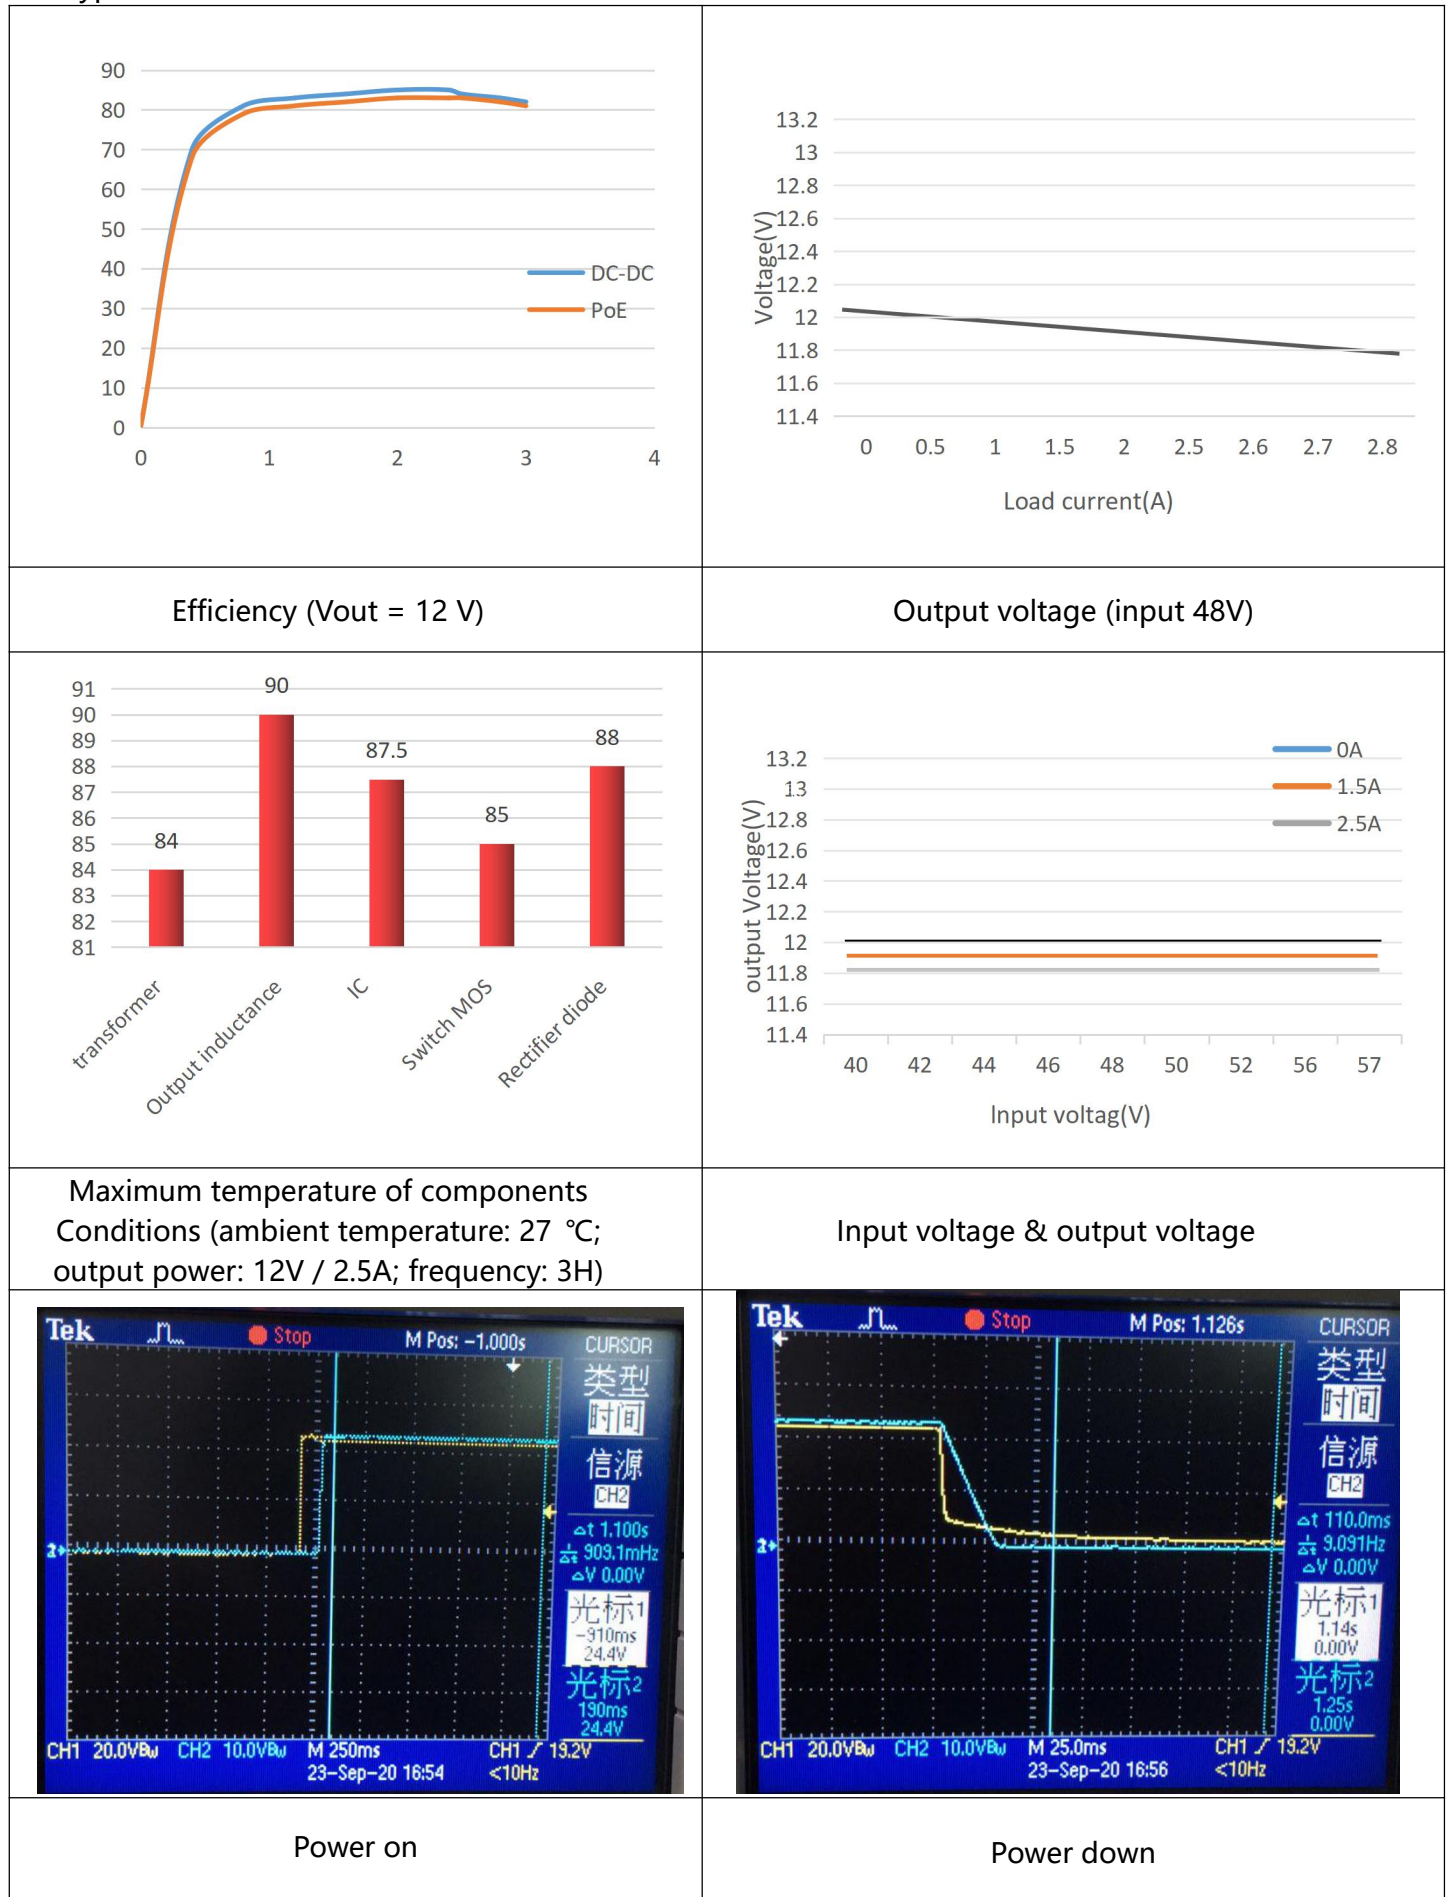 90
80
70
60
50
40
30
20
10
0
0 1 2 3 4
DC-DC
PoE
13.2
13
12.8
12.6
12.4
12.2
12
11.8
11.6
11.4
Voltage(V)
0 0.5 1 1.5 2 2.5 2.6 2.7 2.8
Load current(A)
Efficiency (Vout = 12 V)
Output voltage (input 48V)
91
90
89
88
87
86
85
84
83
82
81
84
90
87.5
85
88
transformer
Output inductance
IC
Switch MOS
Rectifier diode
13.2
13
12.8
12.6
12.4
12.2
12
11.8
11.6
11.4
output Voltage(V)
0A
1.5A
2.5A
40 42 44 46 48 50 52 56 57
Input voltag(V)
Maximum temperature of components
Conditions (ambient temperature: 27 ℃;
output power: 12V / 2.5A; frequency: 3H)
Input voltage & output voltage
Tek Stop M Pos: -1.000s CURSOR
类型
时间
信源
CH2
△t 1.100s
909.1mHz
△V 0.00V
光标1
-910ms
24.4V
光标2
190ms
24.4V
CH1 20.0VBw CH2 10.0VBw M 250ms CH1 19.2V
23-Sep-20 16:54 <10Hz
Tek Stop M Pos: 1.126s CURSOR
类型
时间
信源
CH2
△t 110.0ms
9.091Hz
△V 0.00V
光标1
1.14s
0.00V
光标2
1.25s
0.00V
CH1 20.0VBw CH2 10.0VBw M 25.0ms CH1 19.2V
23-Sep-20 16:56 <10Hz
Power on
Power down